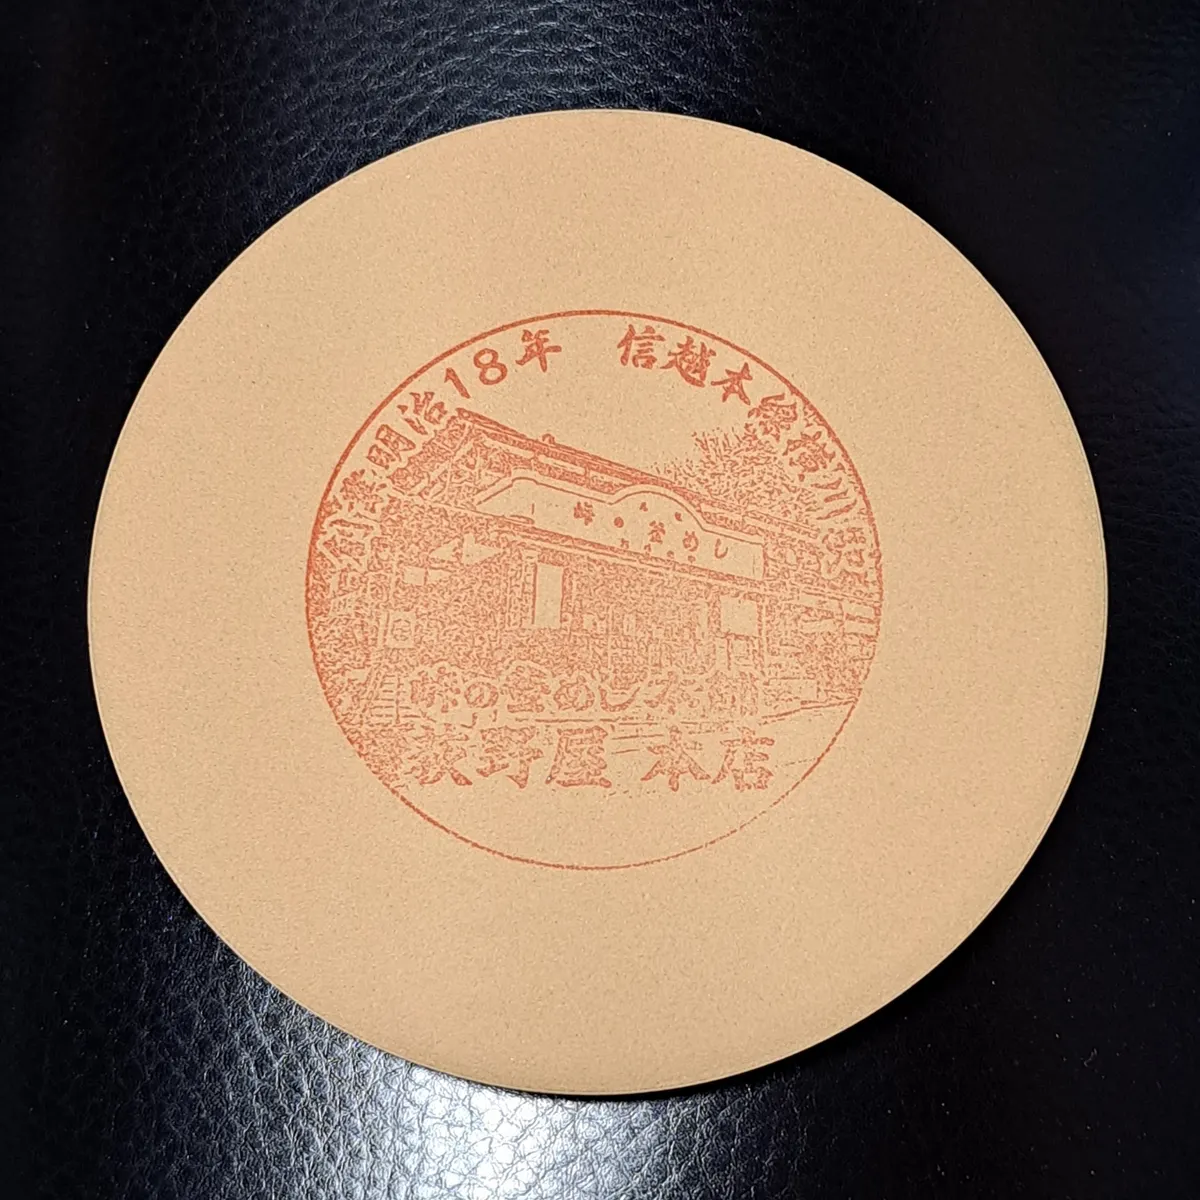 創業明治18年 信越本線横川駅
峠の釜めし
峠の釜めし本舗
荻野屋 本店